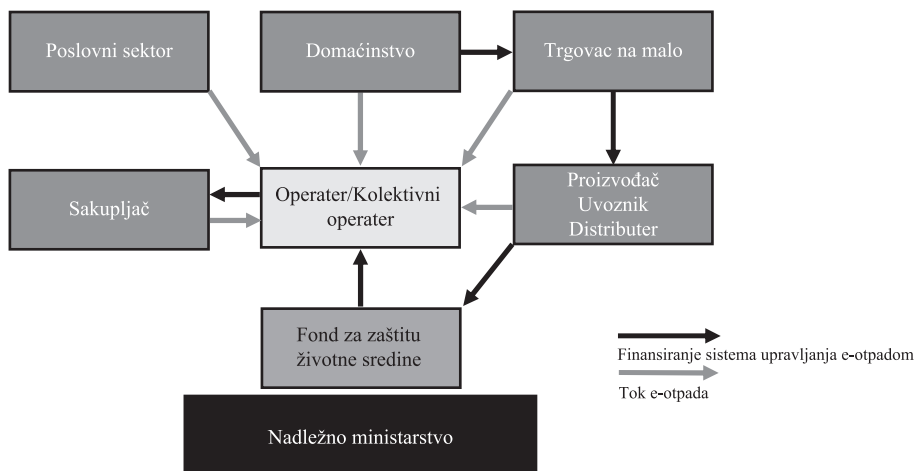 Poslovni sektor
Domaćinstvo
Trgovac na malo
Sakupljač
Operater/Kolektivni
operater
Proizvođač
Uvoznik
Distributer
Fond za zaštitu
životne sredine
Finansiranje sistema upravljanja e-otpadom
Tok e-otpada
Nadležno ministarstvo